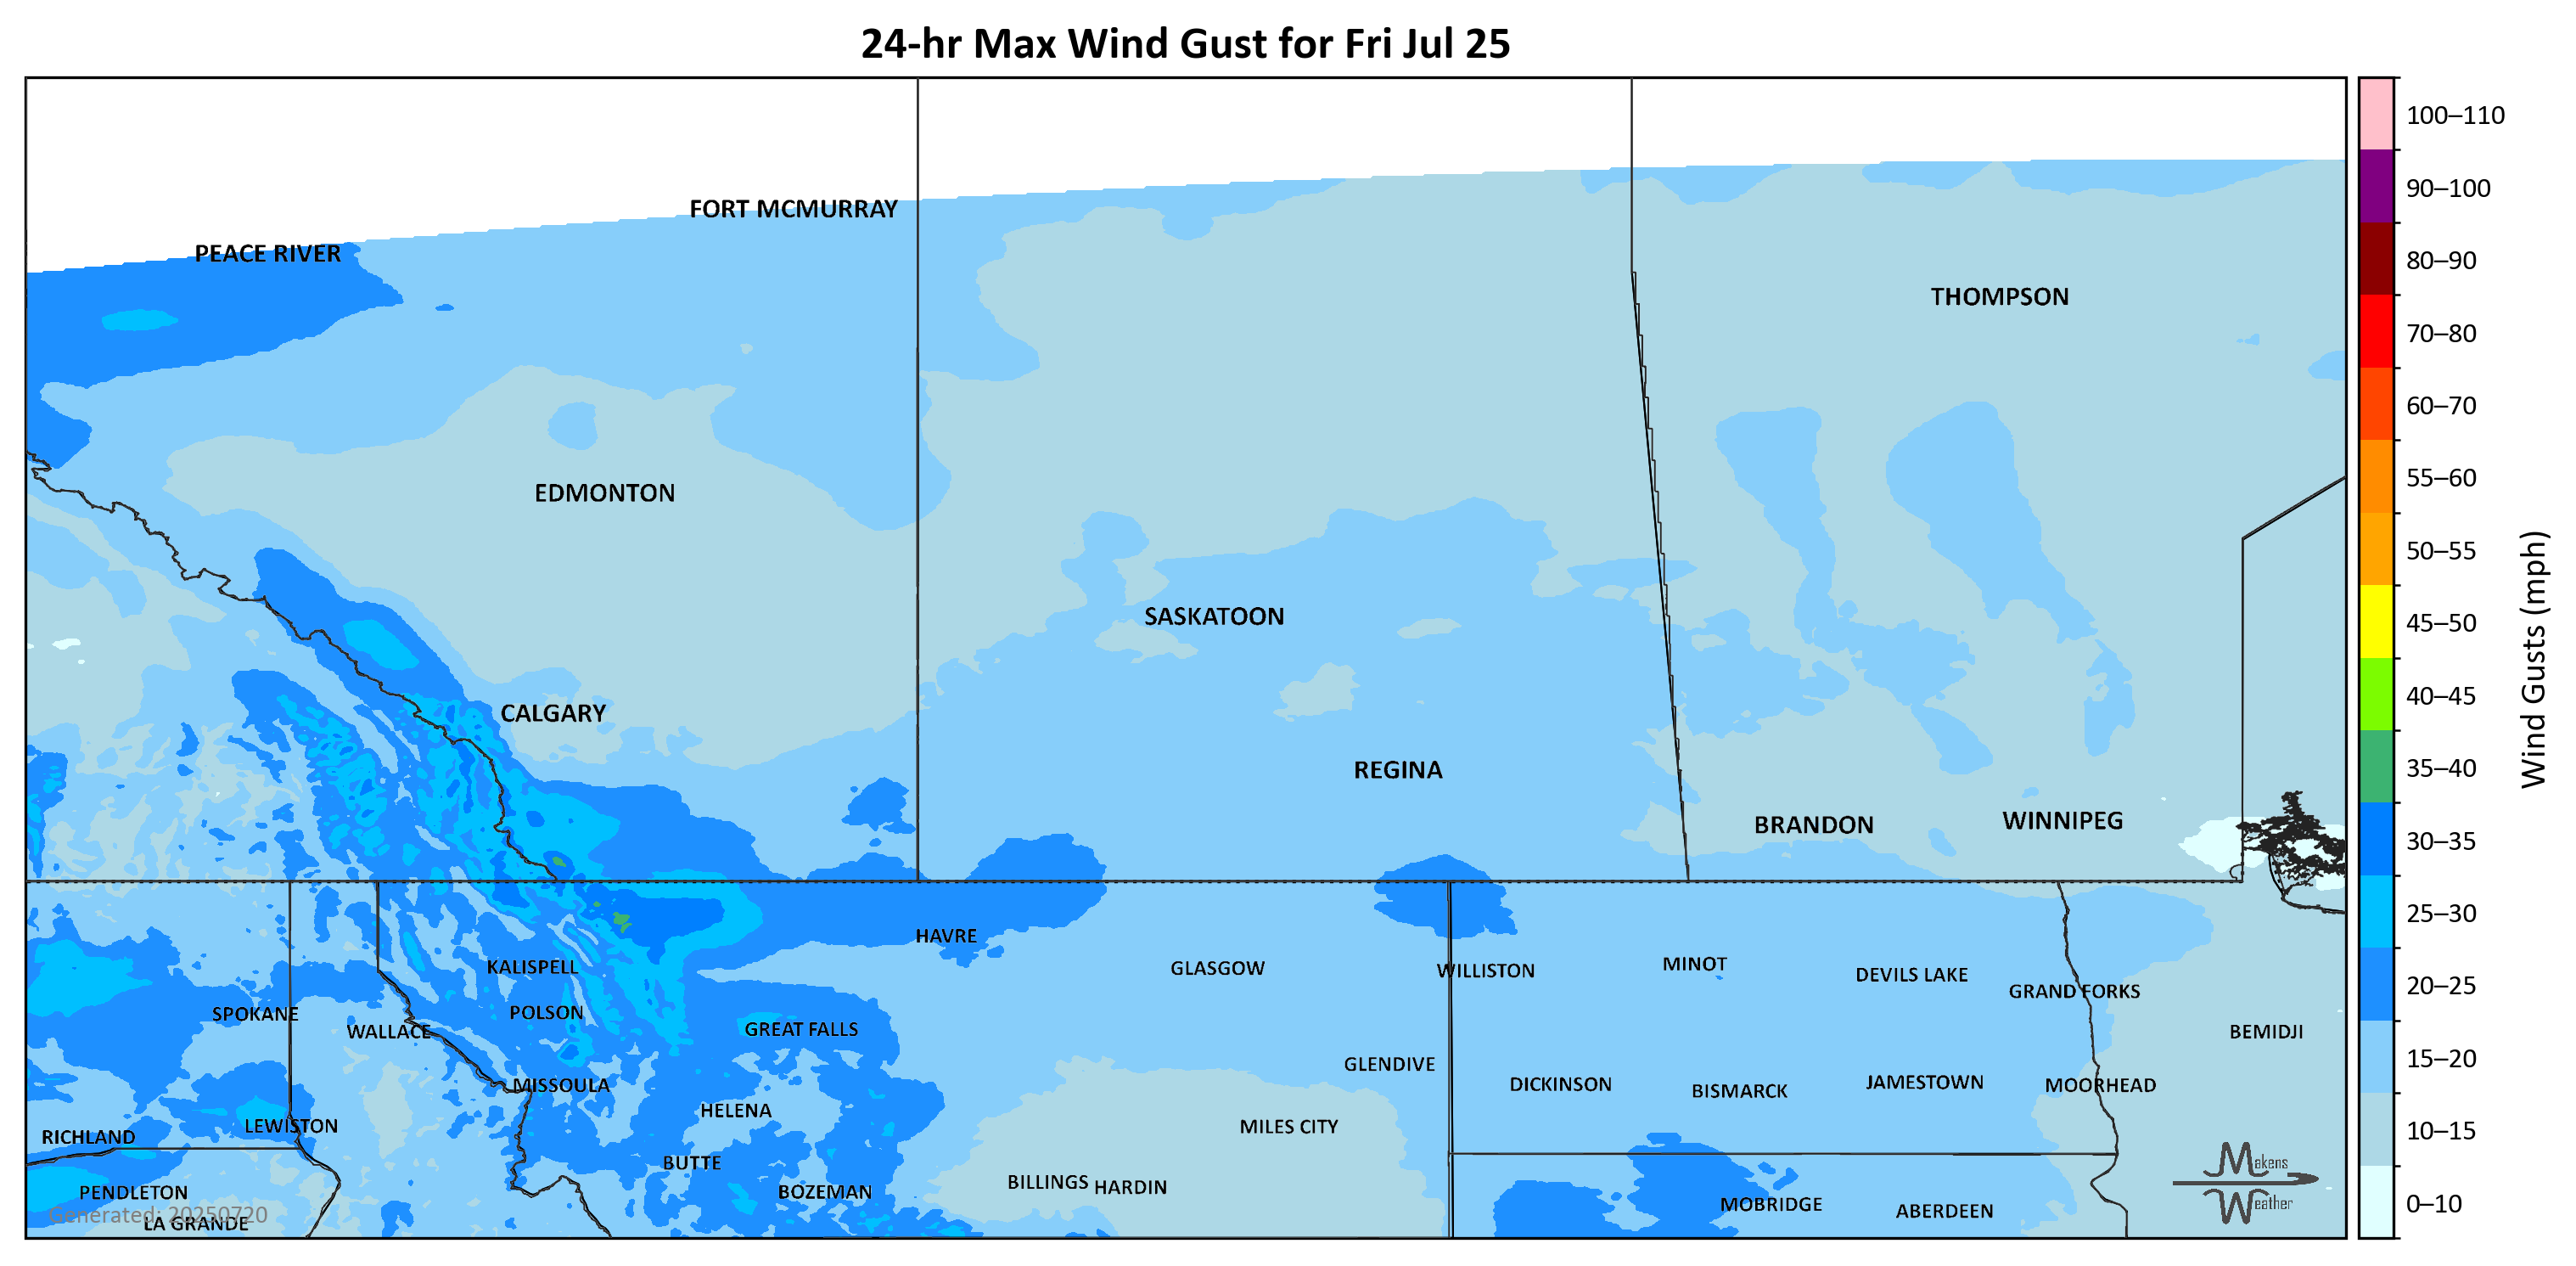 24-hr Max Wind Gust for Fri Jul 25
100–110
90–100
80–90
70–80
60–70
55–60
50–55
45–50
40–45
35–40
30–35
25–30
20–25
15–20
10–15
0–10
Wind Gusts (mph)
FORT MCMURRAY
PEACE RIVER
THOMPSON
EDMONTON
SASKATOON
CALGARY
REGINA
BRANDON
WINNIPEG
HAVRE
KALISPELL
GLASGOW
WILLISTON
MINOT
DEVILS LAKE
GRAND FORKS
SPOKANE
POLSON
WALLACE
GREAT FALLS
BEMIDJI
GLENDIVE
MISSOULA
DICKINSON
BISMARCK
JAMESTOWN
MOORHEAD
HELENA
LEWISTON
MILES CITY
RICHLAND
BUTTE
BILLINGS
HARDIN
PENDLETON
BOZEMAN
MOBRIDGE
ABERDEEN
Generated: 20250720
LA GRANDE
Makens
Weather